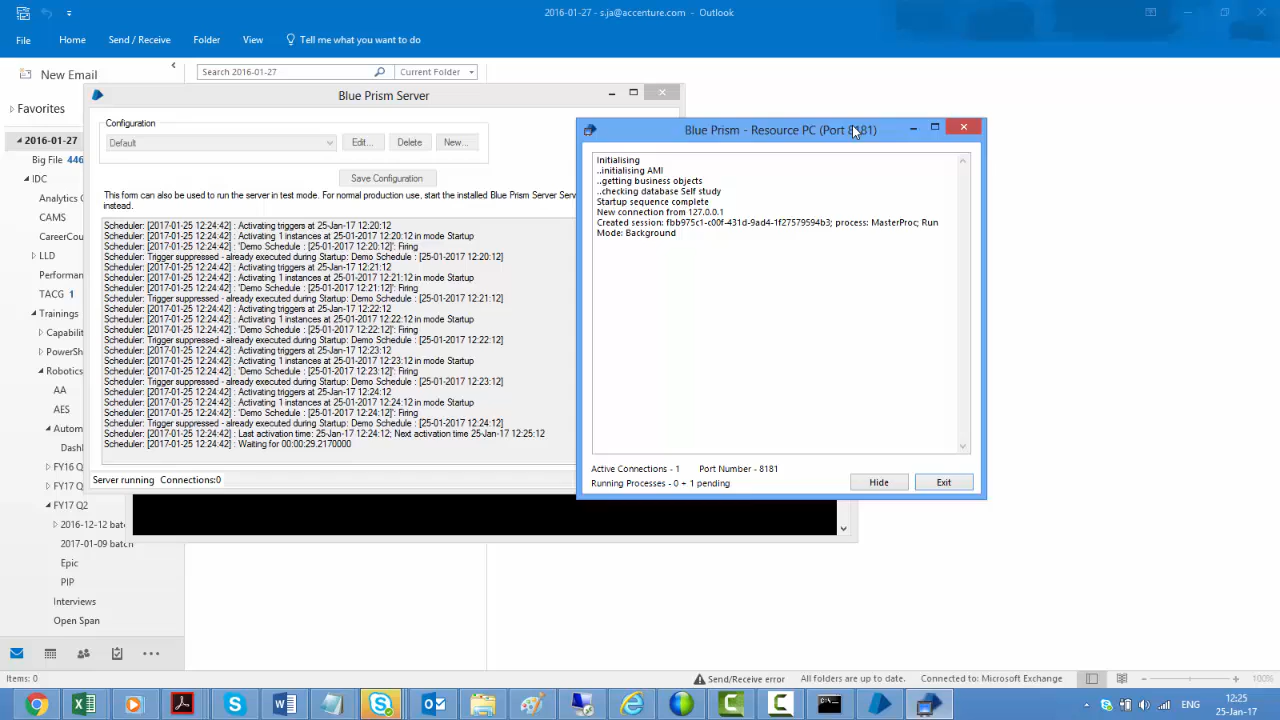 2016-01-27 - s.ja@accenture.com - Outlook
File
Home
Send / Receive
Folder
View
Tell me what you want to do
New Email
Search 2016-01-27
Current Folder
Favorites
2016-01-27
Big File 446
IDC
Analytics
CAMS
CareerCou
LLD
Performan
TACG 1
Trainings
Capabilit
PowerSh
Robotics
AA
AES
Autom
Dash
FY16 Q
FY17 Q
FY17 Q2
2016-12-12 batc
2017-01-09 batch
Epic
PIP
Interviews
Open Span
Blue Prism Server
Configuration
Default
Edit...
Delete
New...
Save Configuration
This form can also be used to run the server in test mode. For normal production use, start the installed Blue Prism Server Serv
instead.
Scheduler: [2017-01-25 12:24:42] : Activating triggers at 25-Jan-17 12:20:12
Scheduler: [2017-01-25 12:24:42] : Activating 1 instances at 25-01-2017 12:20:12 in mode Startup
Scheduler: [2017-01-25 12:24:42] : 'Demo Schedule : [25-01-2017 12:20:12]': Firing
Scheduler: Trigger suppressed - already executed during Startup: Demo Schedule : [25-01-2017 12:20:12]
Scheduler: [2017-01-25 12:24:42] : Activating triggers at 25-Jan-17 12:21:12
Scheduler: [2017-01-25 12:24:42] : Activating 1 instances at 25-01-2017 12:21:12 in mode Startup
Scheduler: [2017-01-25 12:24:42] : 'Demo Schedule : [25-01-2017 12:21:12]': Firing
Scheduler: Trigger suppressed - already executed during Startup: Demo Schedule : [25-01-2017 12:21:12]
Scheduler: [2017-01-25 12:24:42] : Activating triggers at 25-Jan-17 12:22:12
Scheduler: [2017-01-25 12:24:42] : Activating 1 instances at 25-01-2017 12:22:12 in mode Startup
Scheduler: [2017-01-25 12:24:42] : 'Demo Schedule : [25-01-2017 12:22:12]': Firing
Scheduler: Trigger suppressed - already executed during Startup: Demo Schedule : [25-01-2017 12:22:12]
Scheduler: [2017-01-25 12:24:42] : Activating triggers at 25-Jan-17 12:23:12
Scheduler: [2017-01-25 12:24:42] : Activating 1 instances at 25-01-2017 12:23:12 in mode Startup
Scheduler: [2017-01-25 12:24:42] : 'Demo Schedule : [25-01-2017 12:23:12]': Firing
Scheduler: Trigger suppressed - already executed during Startup: Demo Schedule : [25-01-2017 12:23:12]
Scheduler: [2017-01-25 12:24:42] : Activating triggers at 25-Jan-17 12:24:12
Scheduler: [2017-01-25 12:24:42] : Activating 1 instances at 25-01-2017 12:24:12 in mode Startup
Scheduler: [2017-01-25 12:24:42] : 'Demo Schedule : [25-01-2017 12:24:12]': Firing
Scheduler: Trigger suppressed - already executed during Startup: Demo Schedule : [25-01-2017 12:24:12]
Scheduler: [2017-01-25 12:24:42] : Last activation time: 25-Jan-17 12:24:12; Next activation time 25-Jan-17 12:25:12
Scheduler: [2017-01-25 12:24:42] : Waiting for 00:00:29.2170000
Server running Connections:0
Blue Prism - Resource PC (Port 8181)
Initialising
..initialising AMI
..getting business objects
..checking database Self study
Startup sequence complete
New connection from 127.0.0.1
Created session: fbb975c1-c00f-431d-9ad4-1f27579594b3; process: MasterProc; Run
Mode: Background
Active Connections - 1 Port Number - 8181
Running Processes - 0 + 1 pending
Hide
Exit
Items: 0
Send/Receive error
All folders are up to date.
Connected to: Microsoft Exchange
100%
ENG
12:25
25-Jan-17